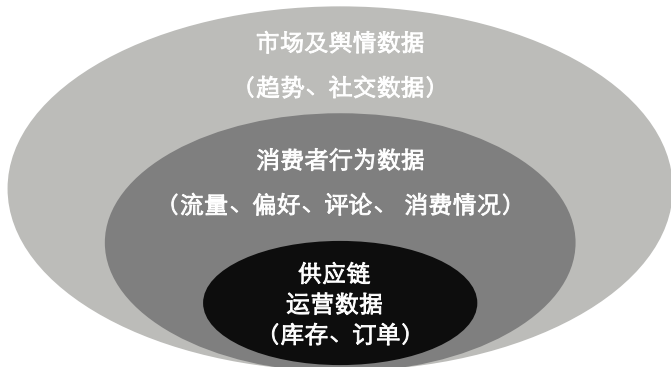 市场及舆情数据
（趋势、社交数据）
消费者行为数据
（流量、偏好、评论、 消费情况）
供应链
运营数据
（库存、订单）